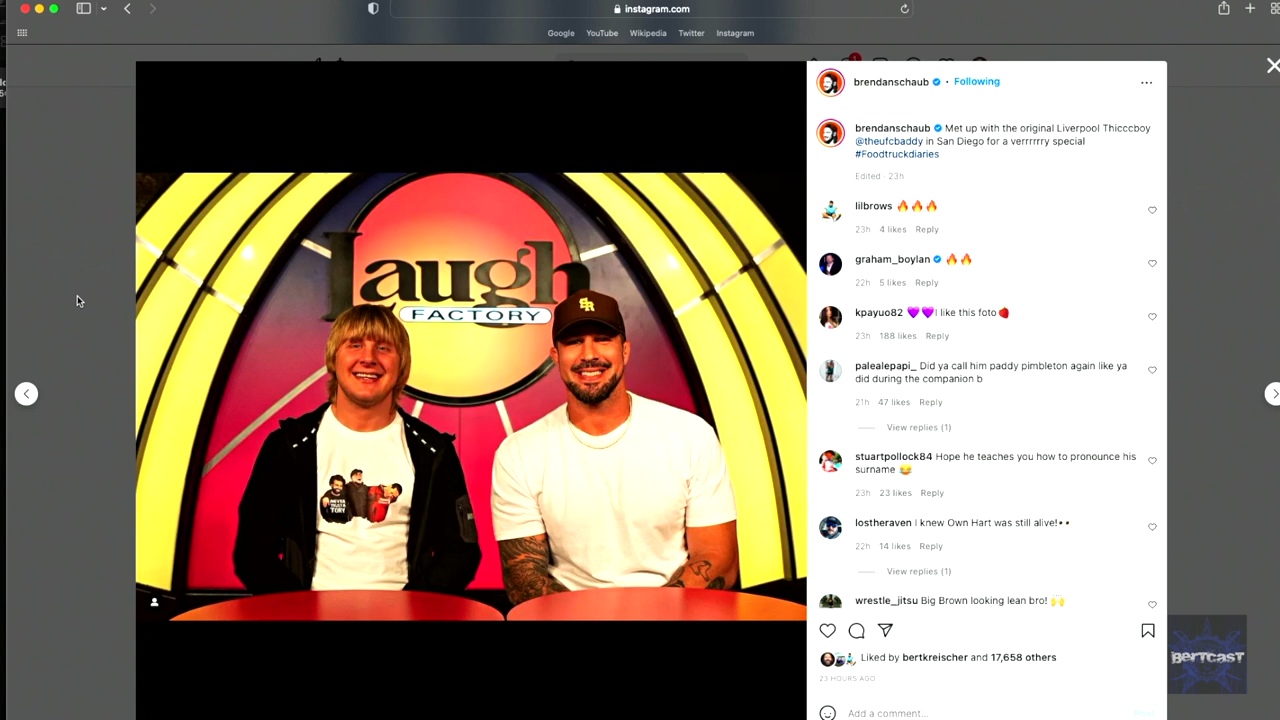 instagram.com
Google YouTube Wikipedia Twitter Instagram
brendanschaub • Following
brendanschaub Met up with the original Liverpool Thicccboy
@theufcbaddy in San Diego for a verrrrrry special
#Foodtruckdiaries
Edited · 23h
lilbrows 🔥🔥🔥
23h 4 likes Reply
graham_boylan 🔥🔥
22h 5 likes Reply
kpayuo82 💜💜I like this foto🍓
23h 188 likes Reply
palealepapi_ Did ya call him paddy pimbleton again like ya
did during the companion b
21h 47 likes Reply
View replies (1)
stuartpollock84 Hope he teaches you how to pronounce his
surname 😂
23h 23 likes Reply
lostheraven I knew Own Hart was still alive!👀
22h 14 likes Reply
View replies (1)
wrestle_jitsu Big Brown looking lean bro! 🙌
Liked by bertkreischer and 17,658 others
23 HOURS AGO
Add a comment...
Laugh
FACTORY
NEVER
TRUST A
TORY
BERTCAST